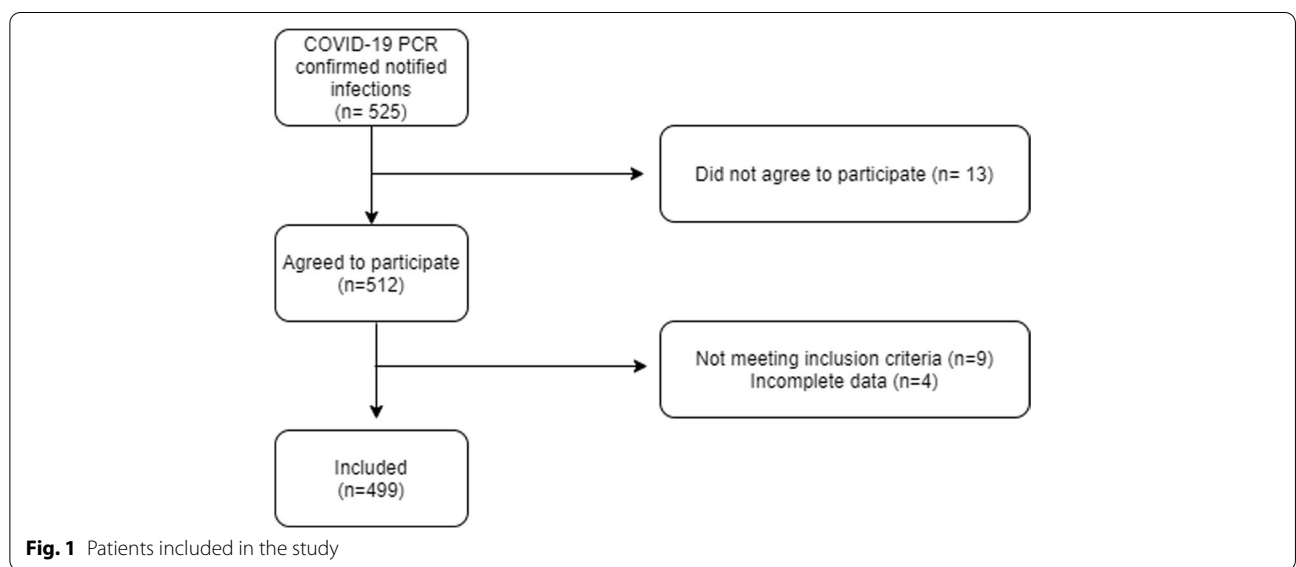 COVID-19 PCR
confirmed notified
infections
(n= 525)
Did not agree to participate (n= 13)
Agreed to participate
(n=512)
Not meeting inclusion criteria (n=9)
Incomplete data (n=4)
Included
(n=499)
Fig. 1 Patients included in the study